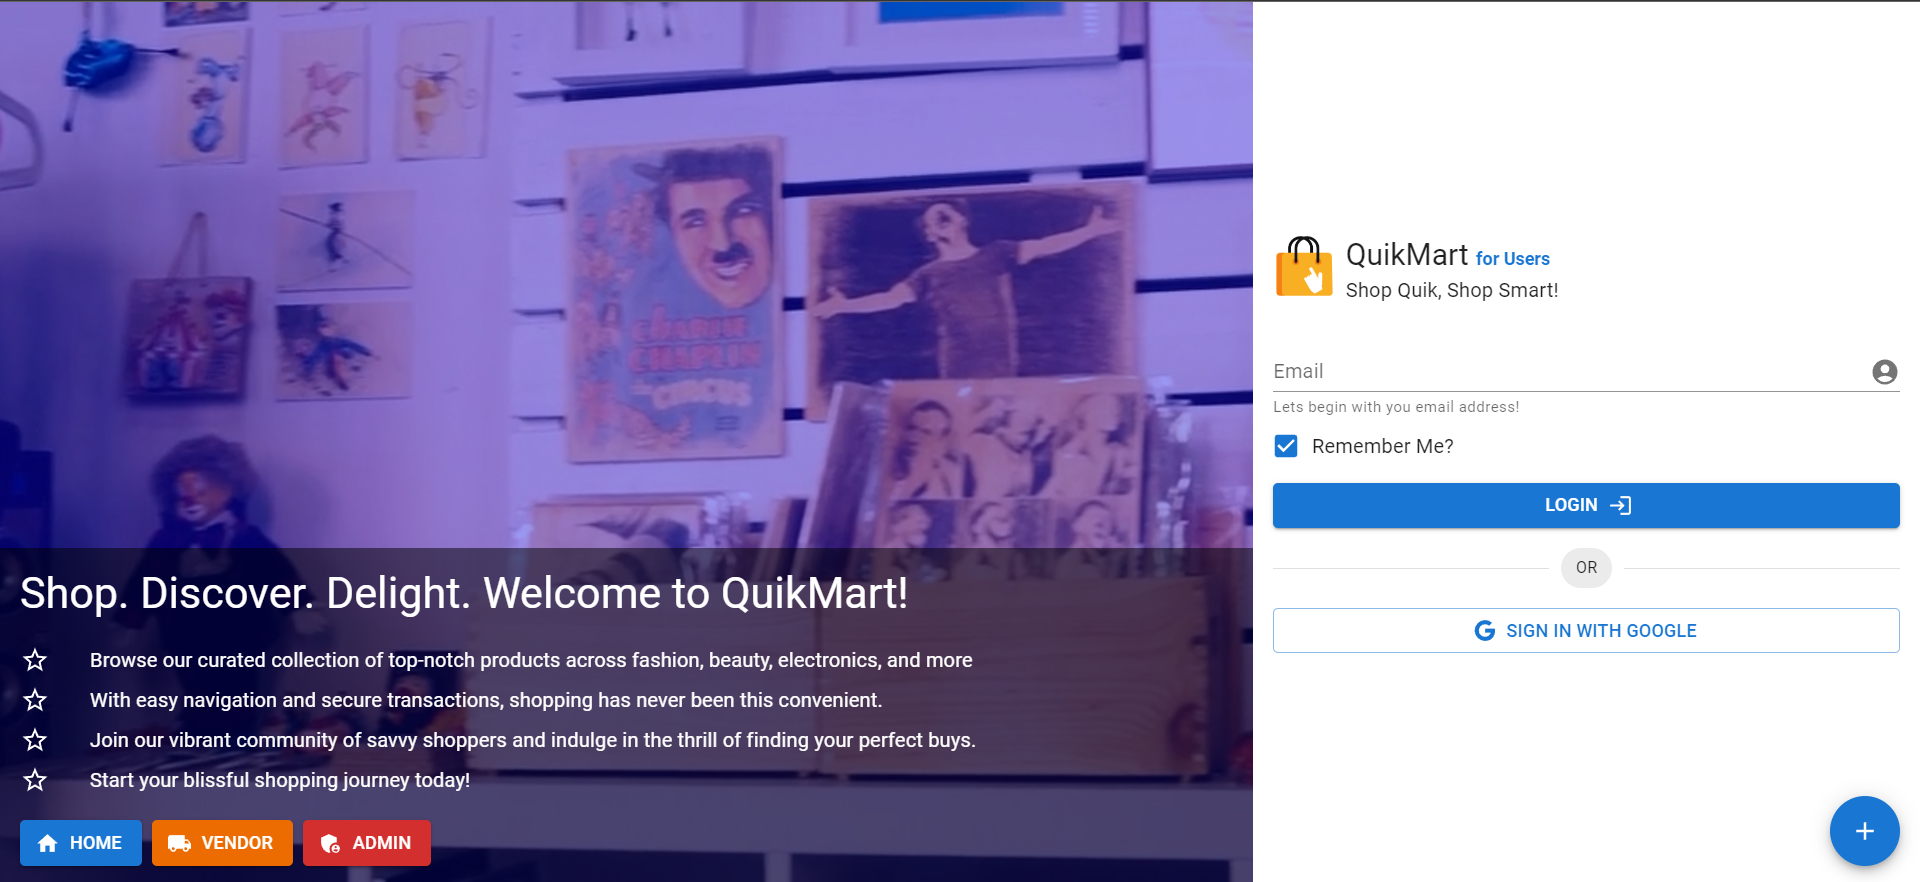 CHARLIE
CHAPLIN
CIRCUS
Shop. Discover. Delight. Welcome to QuikMart!
Browse our curated collection of top-notch products across fashion, beauty, electronics, and more
With easy navigation and secure transactions, shopping has never been this convenient.
Join our vibrant community of savvy shoppers and indulge in the thrill of finding your perfect buys.
Start your blissful shopping journey today!
HOME VENDOR ADMIN
QuikMart for Users
Shop Quik, Shop Smart!
Email
Lets begin with you email address!
Remember Me?
LOGIN
OR
SIGN IN WITH GOOGLE